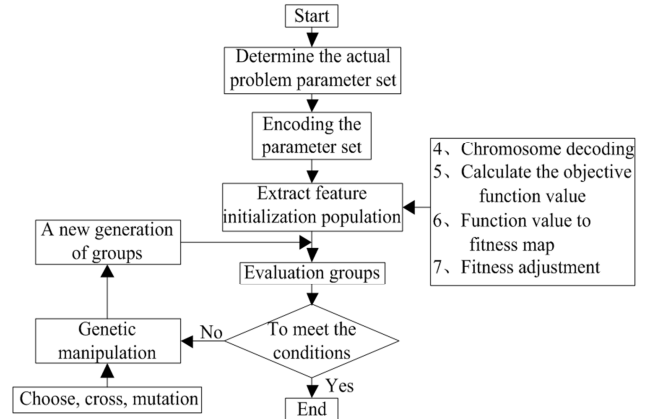 Start
Determine the actual
problem parameter set
Encoding the
parameter set
Extract feature
initialization population
4、Chromosome decoding
5、Calculate the objective
function value
6、Function value to
fitness map
7、Fitness adjustment
A new generation
of groups
Evaluation groups
To meet the
conditions
No
Genetic
manipulation
Choose, cross, mutation
Yes
End